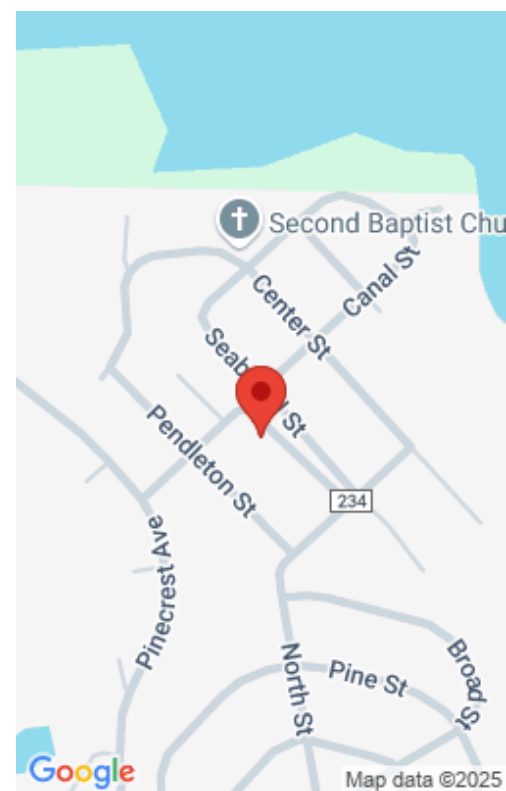 Second Baptist Chu
Canal St
Center St
Seab
St
Pendleton St
234
Pinecrest Ave
North St
Pine St
Broad St
Google
Map data ©2025